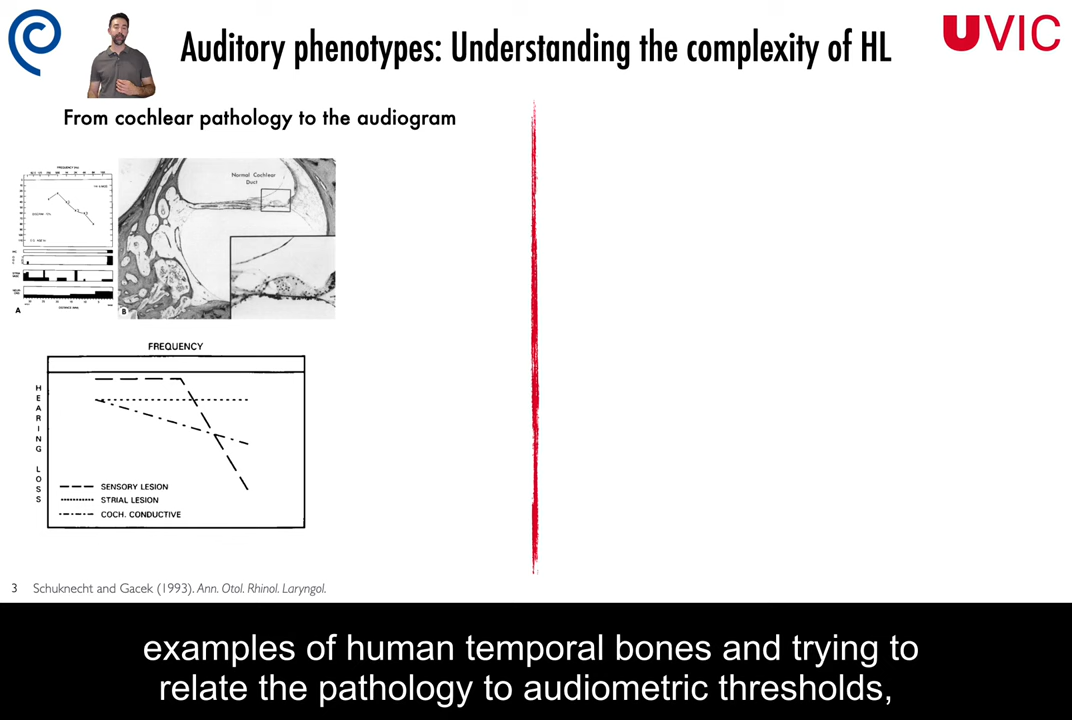 Auditory phenotypes: Understanding the complexity of HL
UVIC
From cochlear pathology to the audiogram
Normal Cochlear
Duct
A
B
FREQUENCY
HEARING LOSS
SENSORY LESION
STRIAL LESION
COCH. CONDUCTIVE
3 Schuknecht and Gacek (1993). Ann. Otol. Rhinol. Laryngol.
examples of human temporal bones and trying to
relate the pathology to audiometric thresholds,